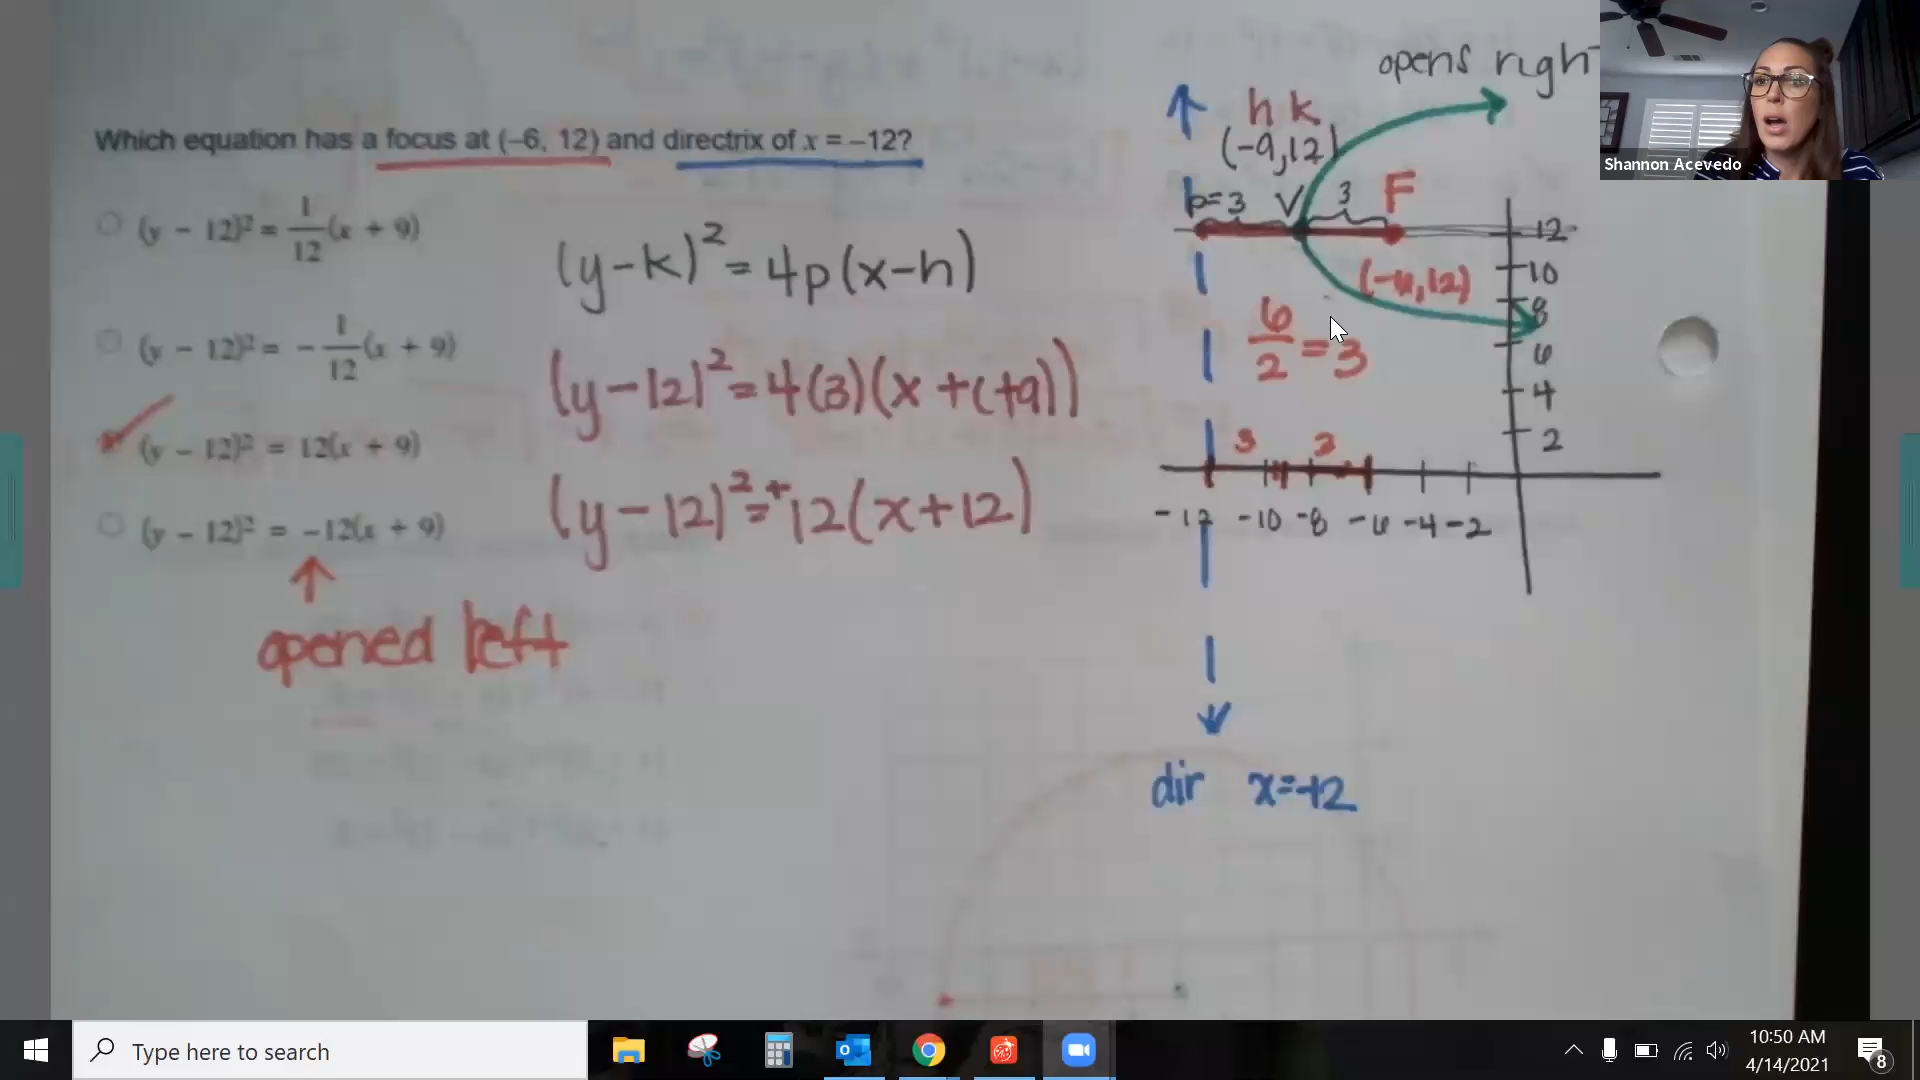 Which equation has a focus at (–6, 12) and directrix of x = –12?
(y − 12)² = 1/12 (x + 9)
(y − 12)² = − 1/12 (x + 9)
(y − 12)² = 12(x + 9)
(y − 12)² = −12(x + 9)
opened left
(y-k)² = 4p(x-h)
(y-12)² = 4(3)(x+(+9))
(y-12)² = +12(x+12)
opens righ
h k
(-9,12)
p=3 V 3 F
(-6,12)
6/2 = 3
12
10
8
6
4
2
3 3
-12 -10 -8 -6 -4 -2
dir x=-12
Shannon Acevedo
Type here to search
10:50 AM
4/14/2021
8